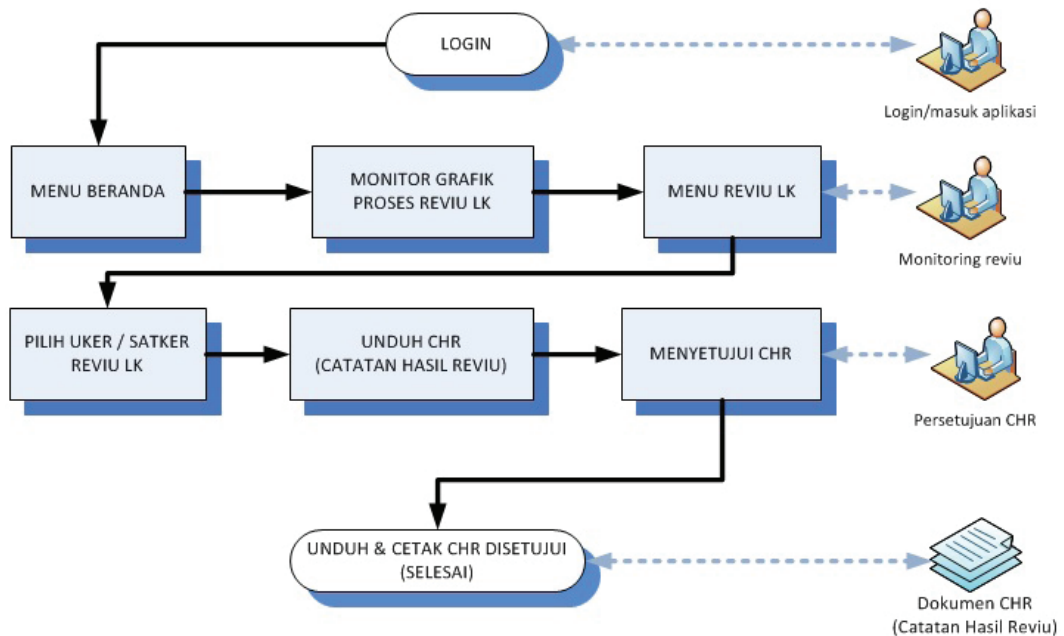 LOGIN
Login/masuk aplikasi
MENU BERANDA
MONITOR GRAFIK
PROSES REVIU LK
MENU REVIU LK
Monitoring reviu
PILIH UKER / SATKER
REVIU LK
UNDUH CHR
(CATATAN HASIL REVIU)
MENYETUJUI CHR
Persetujuan CHR
UNDUH & CETAK CHR DISETUJUI
(SELESAI)
Dokumen CHR
(Catatan Hasil Reviu)